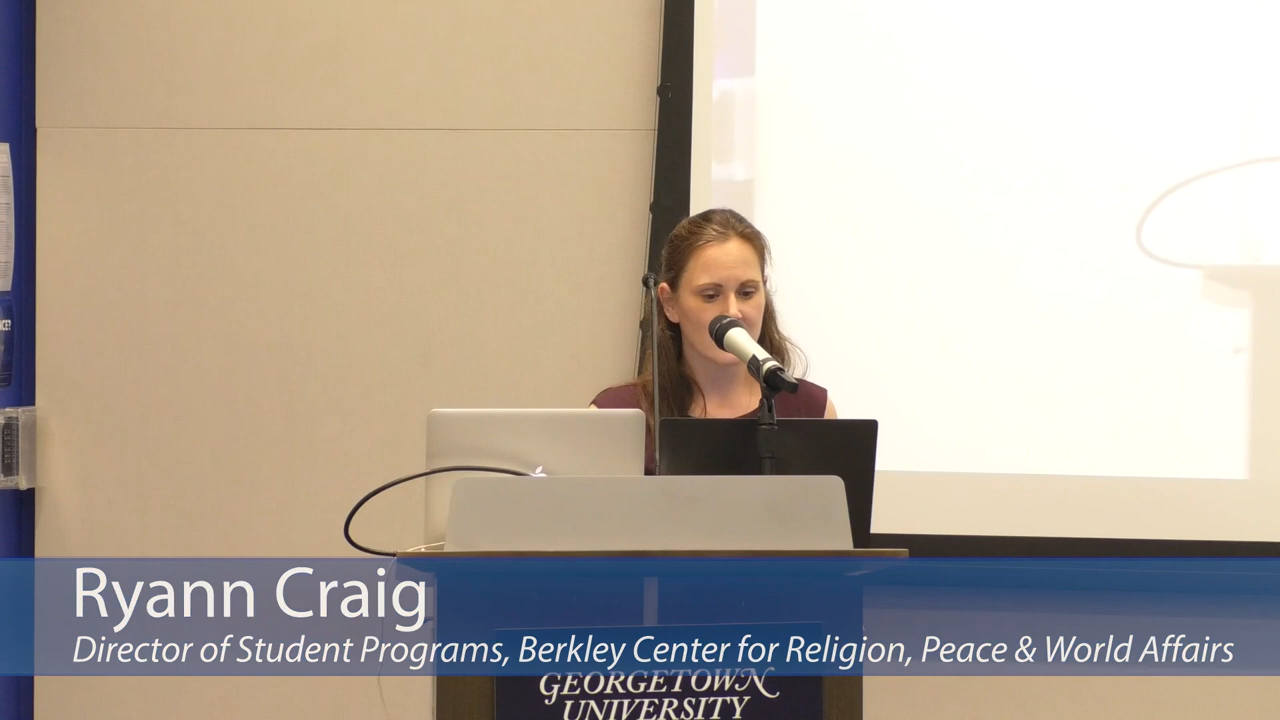 Ryann Craig
Director of Student Programs, Berkley Center for Religion, Peace & World Affairs
GEORGETOWN
UNIVERSITY